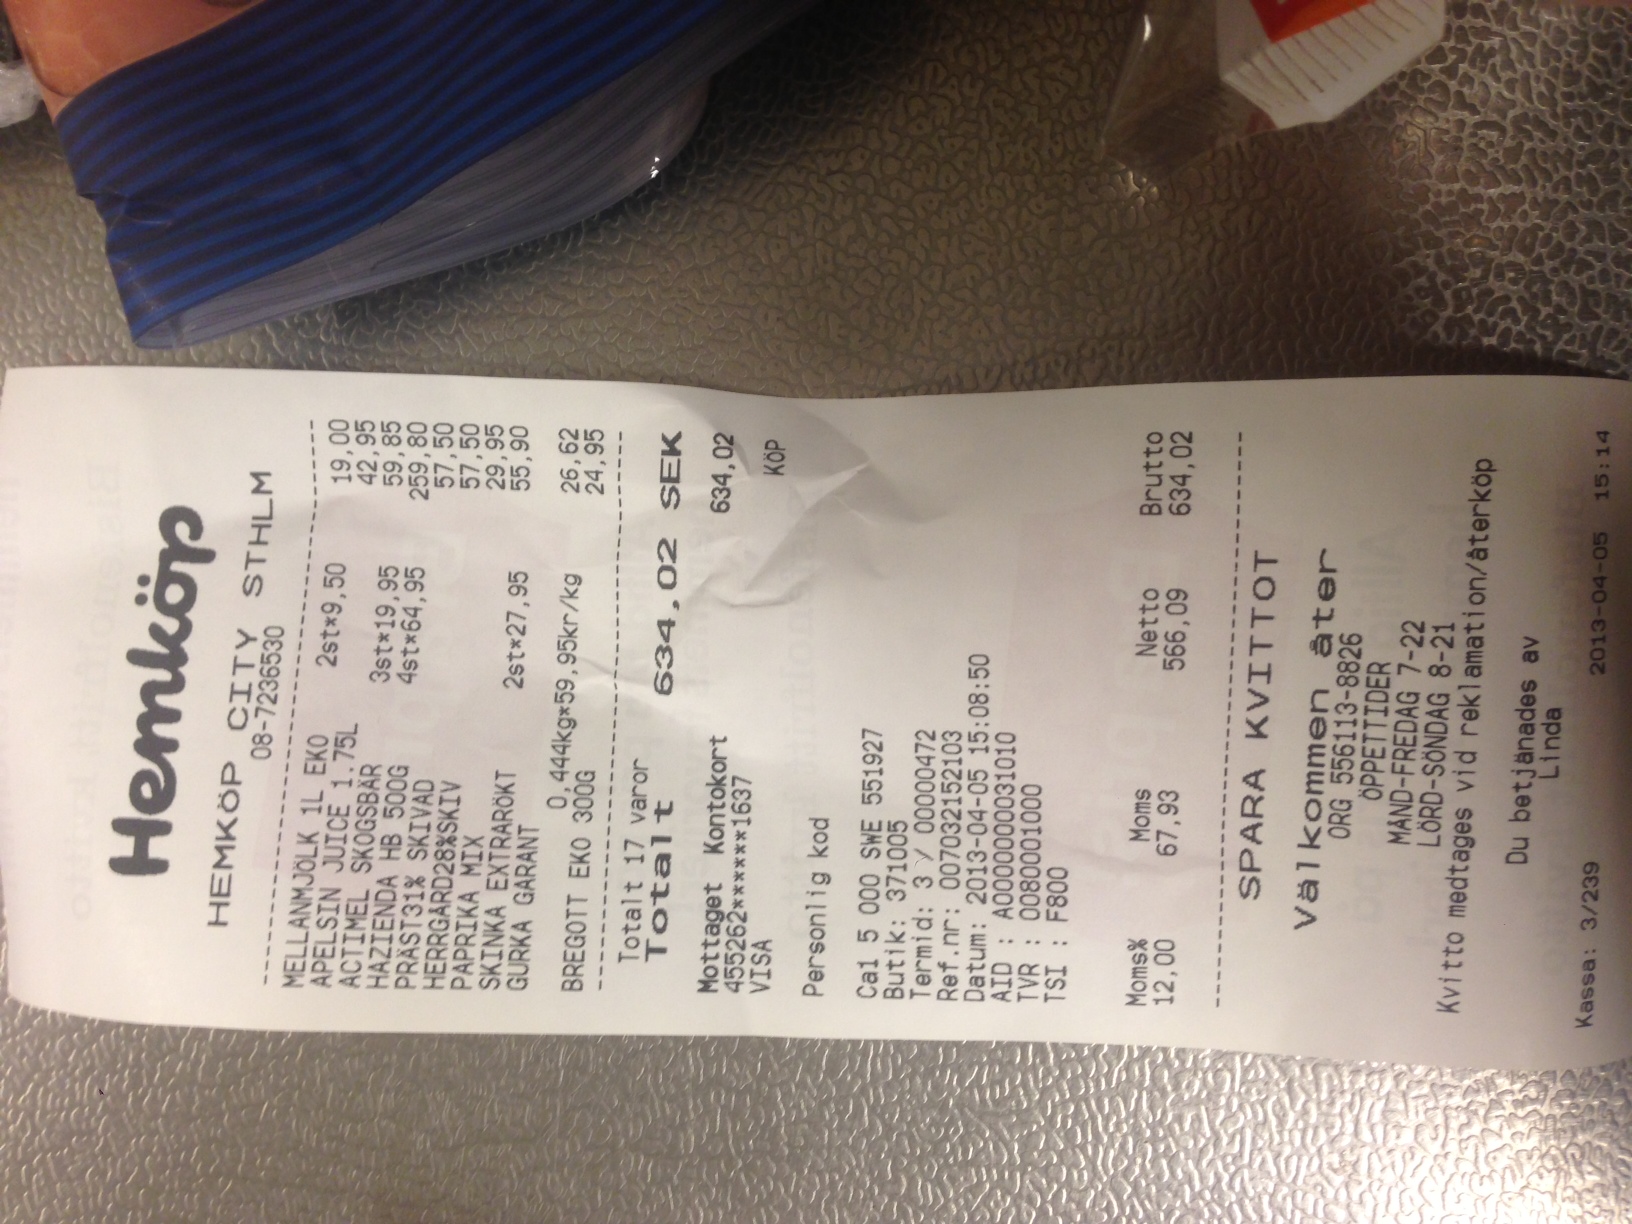 Hemköp
HEMKÖP CITY STHLM
08-7236530
MELLANMJÖLK 1L EKO 2st*9,50 19,00
APELSIN JUICE 1.75L 42,95
ACTIMEL SKOGSBÄR 3st*19,95 59,85
HAZIENDA HB 500G 4st*64,95 259,80
PRÄST31% SKIVAD 57,50
HERRGÅRD28%SKIV 57,50
PAPRIKA MIX 29,95
SKINKA EXTRARÖKT 2st*27,95 55,90
GURKA GARANT
0,444kg*59,95kr/kg 26,62
BREGOTT EKO 300G 24,95
Totalt 17 varor
Totalt 634,02 SEK
Mottaget Kontokort 634,02
455262******1637
VISA KÖP
Personlig kod
Ca1 5 000 SWE 551927
Butik: 371005
Termid: 3 / 00000472
Ref.nr: 007032152103
Datum: 2013-04-05 15:08:50
AID : A0000000031010
TVR : 0080001000
TSI : F800
Moms% Moms Netto Brutto
12,00 67,93 566,09 634,02
SPARA KVITTOT
Välkommen åter
ORG 556113-8826
ÖPPETTIDER
MÅND-FREDAG 7-22
LÖRD-SÖNDAG 8-21
Kvitto medtages vid reklamation/återköp
Du betjänades av
Linda
Kassa: 3/239 2013-04-05 15:14